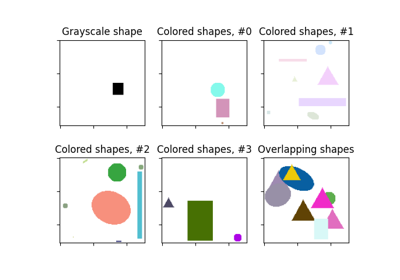 Grayscale shape
Colored shapes, #0
Colored shapes, #1
Colored shapes, #2
Colored shapes, #3
Overlapping shapes